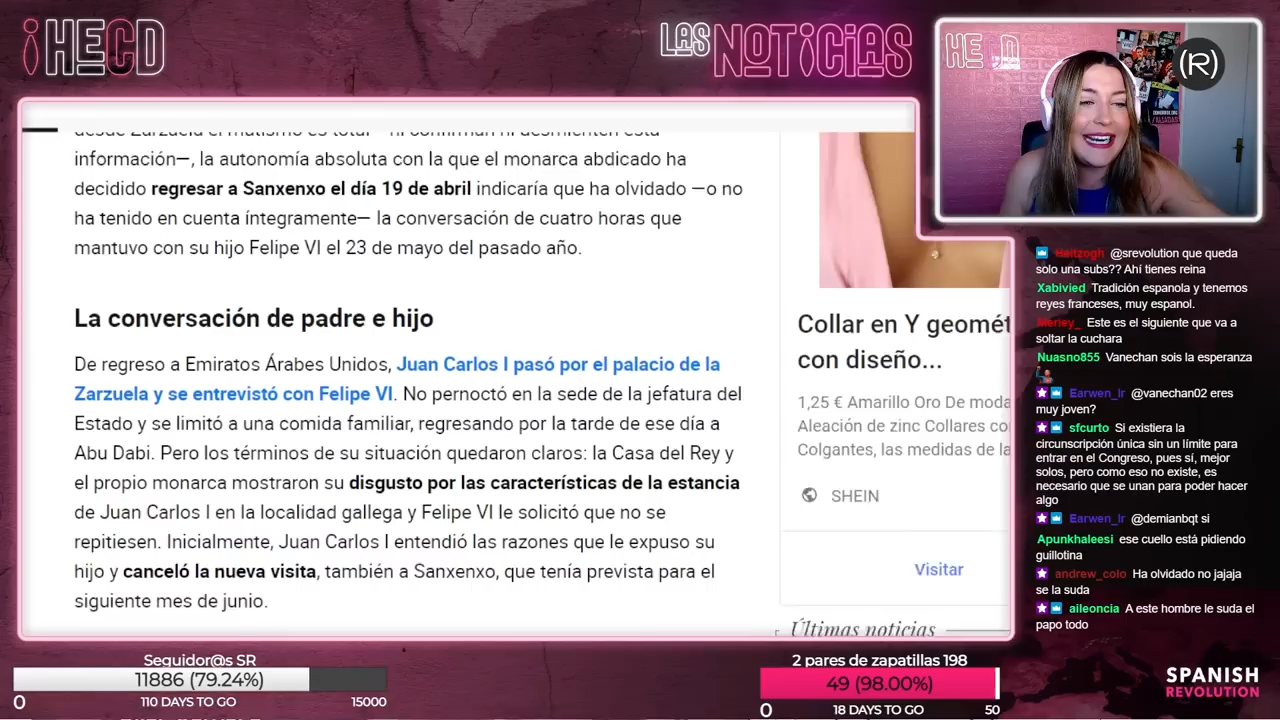 ¡HECD
LAS NOTICIAS
HE D
(R)
desde Zarzuela el mutismo es total —ni confirman ni desmienten esta
información—, la autonomía absoluta con la que el monarca abdicado ha
decidido regresar a Sanxenxo el día 19 de abril indicaría que ha olvidado —o no
ha tenido en cuenta íntegramente— la conversación de cuatro horas que
mantuvo con su hijo Felipe VI el 23 de mayo del pasado año.
La conversación de padre e hijo
De regreso a Emiratos Árabes Unidos, Juan Carlos I pasó por el palacio de la
Zarzuela y se entrevistó con Felipe VI. No pernoctó en la sede de la jefatura del
Estado y se limitó a una comida familiar, regresando por la tarde de ese día a
Abu Dabi. Pero los términos de su situación quedaron claros: la Casa del Rey y
el propio monarca mostraron su disgusto por las características de la estancia
de Juan Carlos I en la localidad gallega y Felipe VI le solicitó que no se
repitiesen. Inicialmente, Juan Carlos I entendió las razones que le expuso su
hijo y canceló la nueva visita, también a Sanxenxo, que tenía prevista para el
siguiente mes de junio.
Collar en Y geomét
con diseño...
1,25 € Amarillo Oro De moda
Aleación de zinc Collares co
Colgantes, las medidas de la
SHEIN
Visitar
Últimas noticias
@srevolution que queda
solo una subs?? Ahí tienes reina
Xabivied Tradición espanola y tenemos
reyes franceses, muy espanol.
Este es el siguiente que va a
soltar la cuchara
Nuasno855 Vanechan sois la esperanza
Earwen_lr @vanechan02 eres
muy joven?
sfcurto Si existiera la
circunscripción única sin un límite para
entrar en el Congreso, pues sí, mejor
solos, pero como eso no existe, es
necesario que se unan para poder hacer
algo
Earwen_lr @demianbqt si
Apunkhaleesi ese cuello está pidiendo
guillotina
andrew_colo Ha olvidado no jajaja
se la suda
aileoncia A este hombre le suda el
papo todo
Seguidor@s SR
11886 (79.24%)
0 110 DAYS TO GO 15000
2 pares de zapatillas 198
49 (98.00%)
0 18 DAYS TO GO 50
SPANISH
REVOLUTION